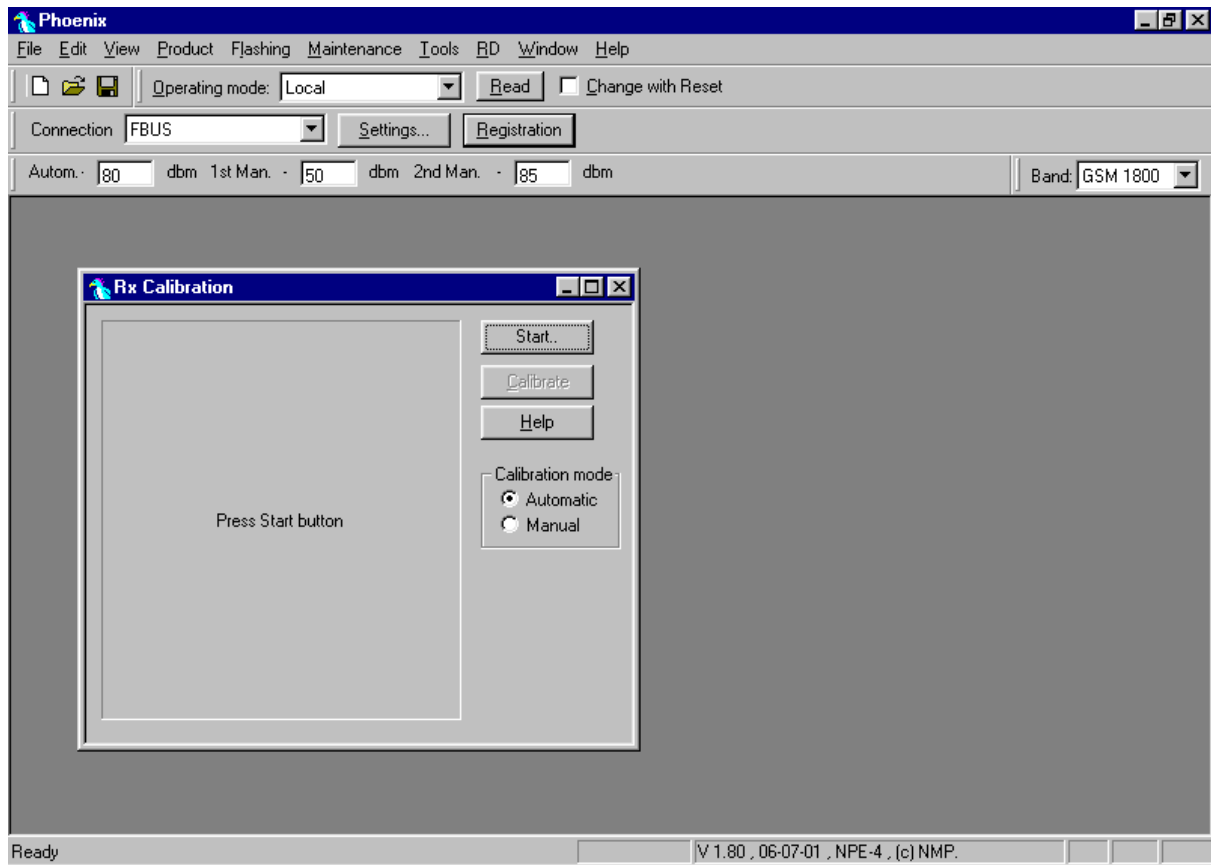 Phoenix
File Edit View Product Flashing Maintenance Tools RD Window Help
Operating mode: Local Read Change with Reset
Connection FBUS Settings... Registration
Autom. - 80 dbm 1st Man. - 50 dbm 2nd Man. - 85 dbm Band: GSM 1800
Rx Calibration
Start..
Calibrate
Help
Calibration mode
Automatic
Manual
Press Start button
Ready V 1.80 , 06-07-01 , NPE-4 , (c) NMP.